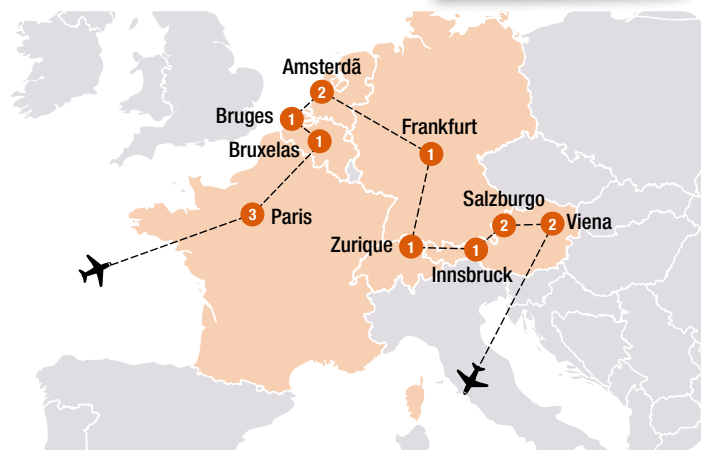 Amsterdã
2
Bruges
1
Frankfurt
Bruxelas
1
1
Salzburgo
3
Paris
2
2
Viena
Zurique
1
1
Innsbruck